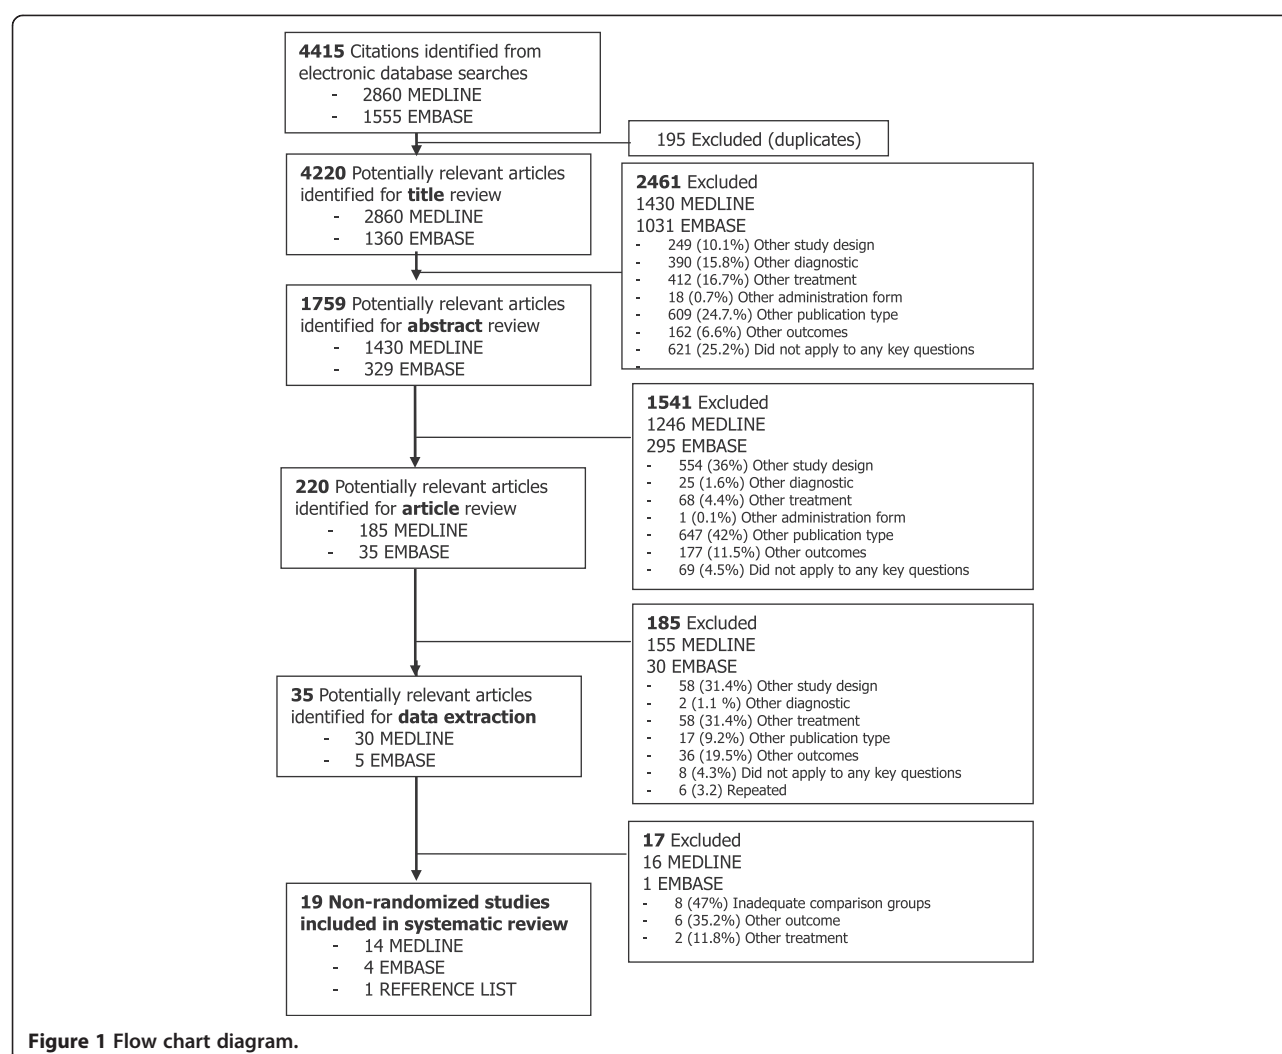 4415 Citations identified from
electronic database searches
- 2860 MEDLINE
- 1555 EMBASE
195 Excluded (duplicates)
4220 Potentially relevant articles
identified for title review
- 2860 MEDLINE
- 1360 EMBASE
2461 Excluded
1430 MEDLINE
1031 EMBASE
- 249 (10.1%) Other study design
- 390 (15.8%) Other diagnostic
- 412 (16.7%) Other treatment
- 18 (0.7%) Other administration form
- 609 (24.7.%) Other publication type
- 162 (6.6%) Other outcomes
- 621 (25.2%) Did not apply to any key questions
-
1759 Potentially relevant articles
identified for abstract review
- 1430 MEDLINE
- 329 EMBASE
1541 Excluded
1246 MEDLINE
295 EMBASE
- 554 (36%) Other study design
- 25 (1.6%) Other diagnostic
- 68 (4.4%) Other treatment
- 1 (0.1%) Other administration form
- 647 (42%) Other publication type
- 177 (11.5%) Other outcomes
- 69 (4.5%) Did not apply to any key questions
220 Potentially relevant articles
identified for article review
- 185 MEDLINE
- 35 EMBASE
185 Excluded
155 MEDLINE
30 EMBASE
- 58 (31.4%) Other study design
- 2 (1.1 %) Other diagnostic
- 58 (31.4%) Other treatment
- 17 (9.2%) Other publication type
- 36 (19.5%) Other outcomes
- 8 (4.3%) Did not apply to any key questions
- 6 (3.2) Repeated
35 Potentially relevant articles
identified for data extraction
- 30 MEDLINE
- 5 EMBASE
17 Excluded
16 MEDLINE
1 EMBASE
- 8 (47%) Inadequate comparison groups
- 6 (35.2%) Other outcome
- 2 (11.8%) Other treatment
19 Non-randomized studies
included in systematic review
- 14 MEDLINE
- 4 EMBASE
- 1 REFERENCE LIST
Figure 1 Flow chart diagram.